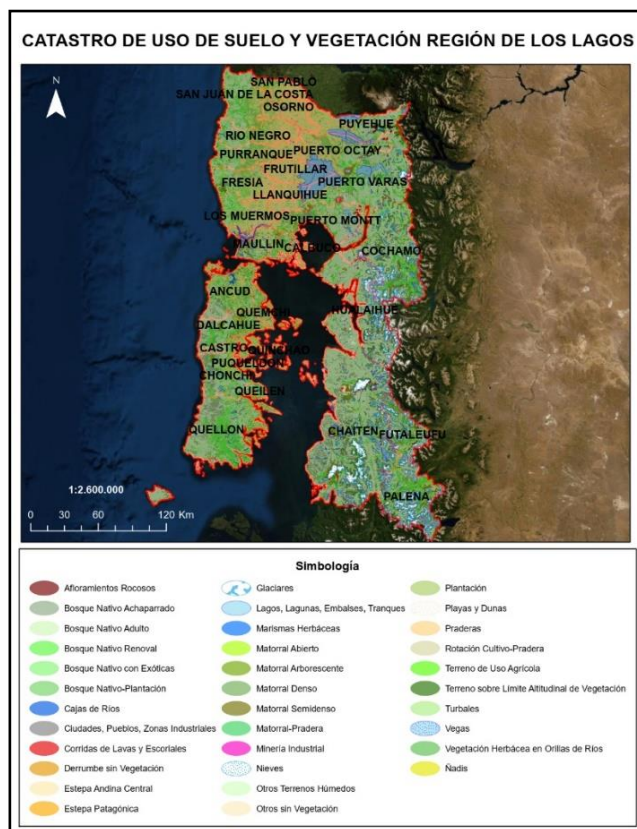 CATASTRO DE USO DE SUELO Y VEGETACIÓN REGIÓN DE LOS LAGOS
N
SAN PABLO
SAN JUAN DE LA COSTA
OSORNO
PUYEHUE
RIO NEGRO
PURRANQUE
PUERTO OCTAY
FRUTILLAR
FRESIA
PUERTO VARAS
LLANQUIHUE
LOS MUERMOS
PUERTO MONTT
MAULLIN
CALBUCO
COCHAMO
ANCUD
QUEMCHI
HUALAIHUE
DALCAHUE
CASTRO
QUINCHAO
PUQUELDON
CHONCHI
QUEILEN
QUELLON
CHAITEN
FUTALEUFU
PALENA
1:2.600.000
0 30 60 120 Km
Simbología
Afloramientos Rocosos
Bosque Nativo Achaparrado
Bosque Nativo Adulto
Bosque Nativo Renoval
Bosque Nativo con Exóticas
Bosque Nativo-Plantación
Cajas de Ríos
Ciudades, Pueblos, Zonas Industriales
Corridas de Lavas y Escoriales
Derrumbe sin Vegetación
Estepa Andina Central
Estepa Patagónica
Glaciares
Lagos, Lagunas, Embalses, Tranques
Marismas Herbáceas
Matorral Abierto
Matorral Arborescente
Matorral Denso
Matorral Semidenso
Matorral-Pradera
Minería Industrial
Nieves
Otros Terrenos Húmedos
Otros sin Vegetación
Plantación
Playas y Dunas
Praderas
Rotación Cultivo-Pradera
Terreno de Uso Agrícola
Terreno sobre Límite Altitudinal de Vegetación
Turbales
Vegas
Vegetación Herbácea en Orillas de Ríos
Ñadis